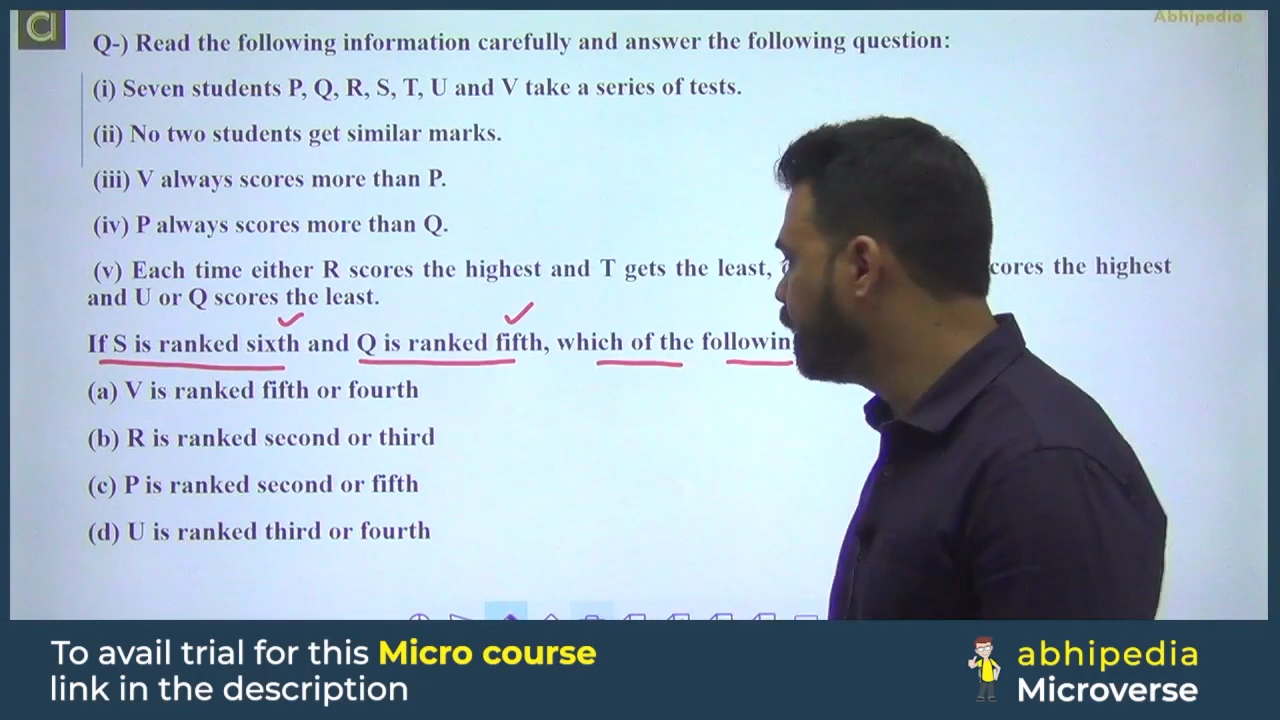 Abhipedia
Q-) Read the following information carefully and answer the following question:
(i) Seven students P, Q, R, S, T, U and V take a series of tests.
(ii) No two students get similar marks.
(iii) V always scores more than P.
(iv) P always scores more than Q.
(v) Each time either R scores the highest and T gets the least, cores the highest
and U or Q scores the least.
If S is ranked sixth and Q is ranked fifth, which of the followin
(a) V is ranked fifth or fourth
(b) R is ranked second or third
(c) P is ranked second or fifth
(d) U is ranked third or fourth
To avail trial for this Micro course
link in the description
abhipedia
Microverse